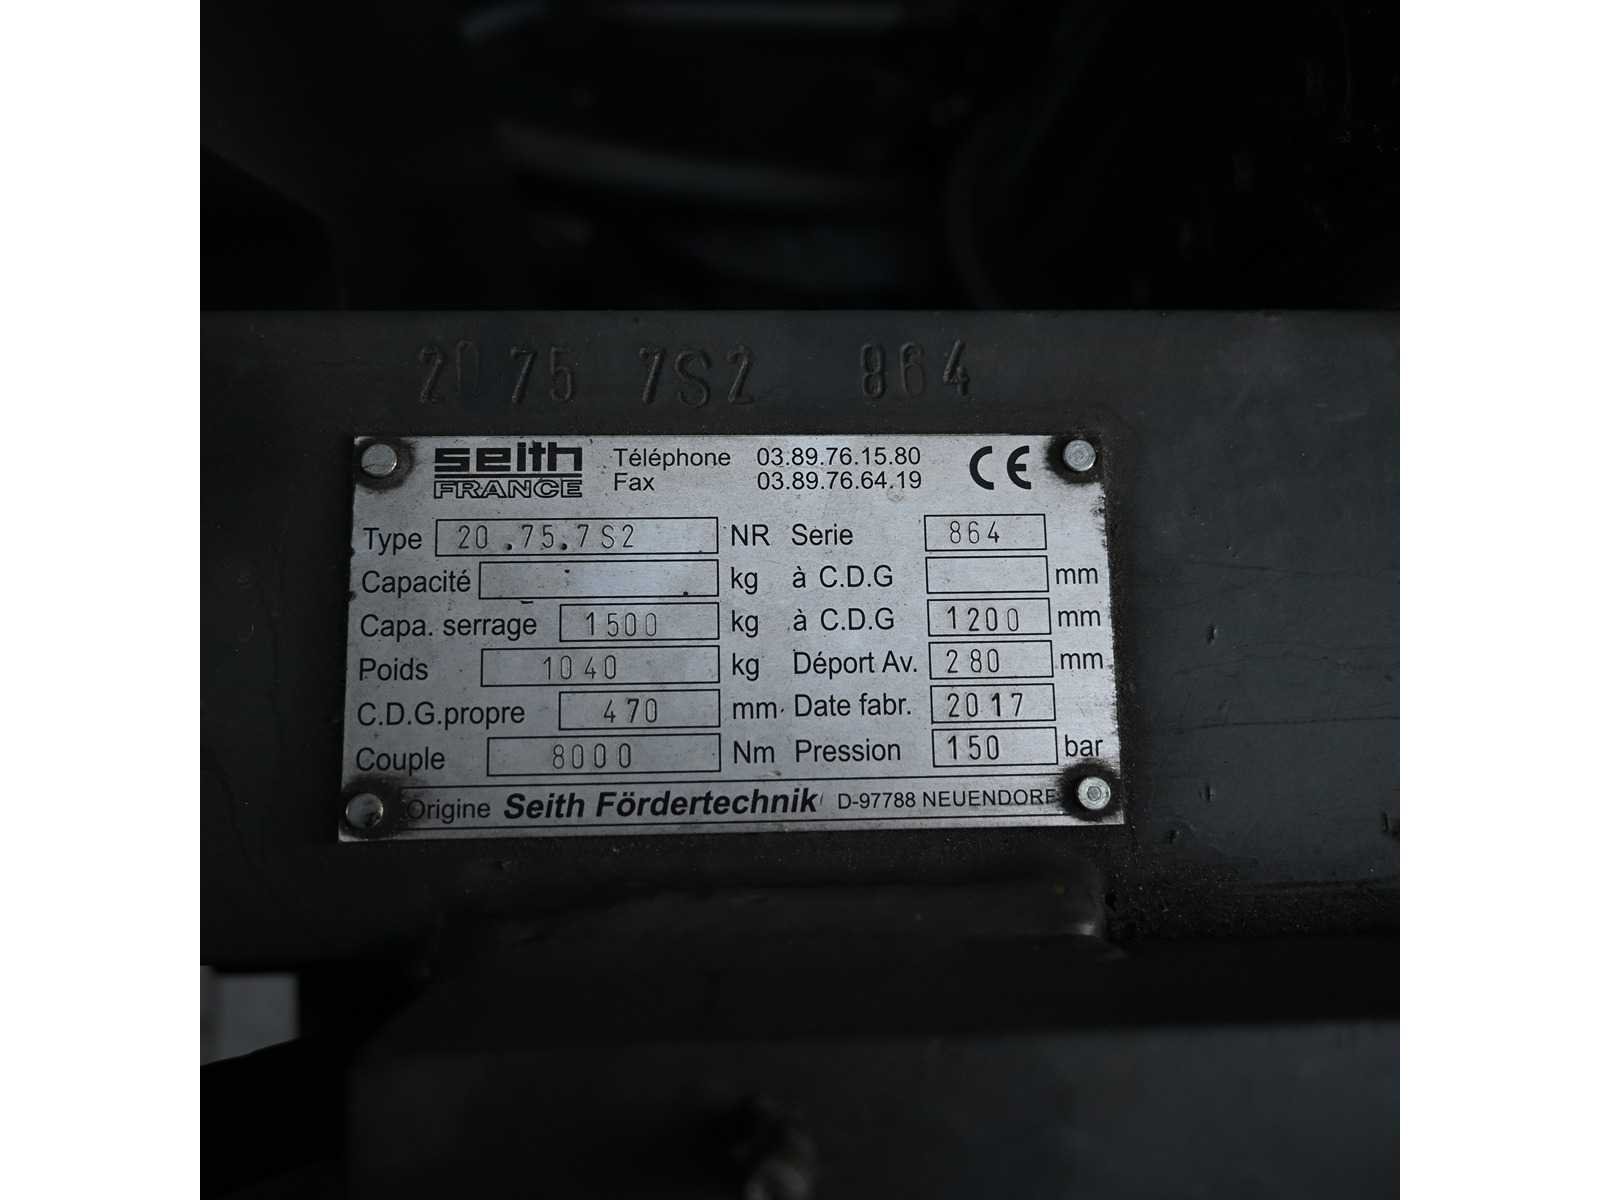 2075 7S2 864
seith Téléphone 03.89.76.15.80 CE
FRANCE Fax 03.89.76.64.19
Type 20.75.7S2 NR Serie 864
Capacité kg à C.D.G mm
Capa. serrage 1500 kg à C.D.G 1200 mm
Poids 1040 kg Déport Av. 280 mm
C.D.G.propre 470 mm Date fabr. 2017
Couple 8000 Nm Pression 150 bar
Origine Seith Fördertechnik D-97788 NEUENDORF